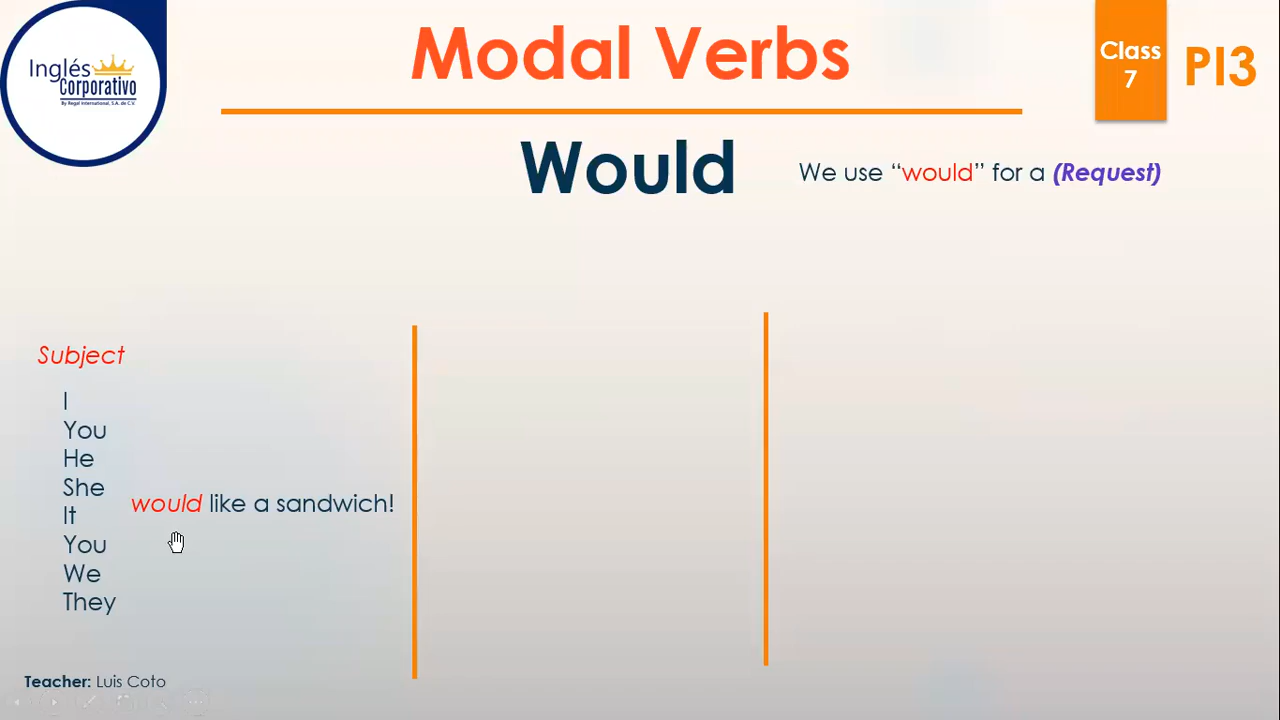 Inglés
Corporativo
By Regal International, S.A. de C.V.
Modal Verbs
Class
7
PI3
Would
We use “would” for a (Request)
Subject
I
You
He
She
would like a sandwich!
It
You
We
They
Teacher: Luis Coto